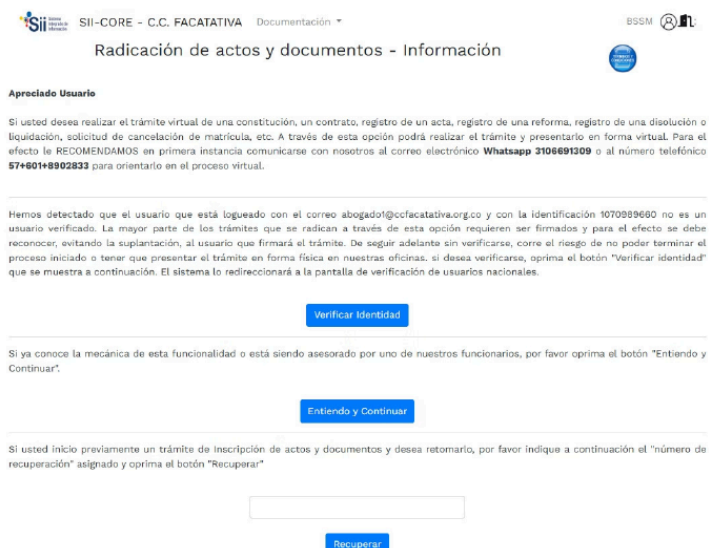 Sii SII-CORE - C.C. FACATATIVA Documentación BSSM
Radicación de actos y documentos - Información
Apreciado Usuario
Si usted desea realizar el trámite virtual de una constitución, un contrato, registro de un acta, registro de una reforma, registro de una disolución o
liquidación, solicitud de cancelación de matrícula, etc. A través de esta opción podrá realizar el trámite y presentarlo en forma virtual. Para el
efecto le RECOMENDAMOS en primera instancia comunicarse con nosotros al correo electrónico Whatsapp 3106691309 o al número telefónico
57+601+8902833 para orientarlo en el proceso virtual.
Hemos detectado que el usuario que está logueado con el correo abogado1@ccfacatativa.org.co y con la identificación 1070989660 no es un
usuario verificado. La mayor parte de los trámites que se radican a través de esta opción requieren ser firmados y para el efecto se debe
reconocer, evitando la suplantación, al usuario que firmará el trámite. De seguir adelante sin verificarse, corre el riesgo de no poder terminar el
proceso iniciado o tener que presentar el trámite en forma física en nuestras oficinas. si desea verificarse, oprima el botón "Verificar identidad"
que se muestra a continuación. El sistema lo redireccionará a la pantalla de verificación de usuarios nacionales.
Verificar Identidad
Si ya conoce la mecánica de esta funcionalidad o está siendo asesorado por uno de nuestros funcionarios, por favor oprima el botón "Entiendo y
Continuar".
Entiendo y Continuar
Si usted inicio previamente un trámite de Inscripción de actos y documentos y desea retomarlo, por favor indique a continuación el "número de
recuperación" asignado y oprima el botón "Recuperar"
Recuperar